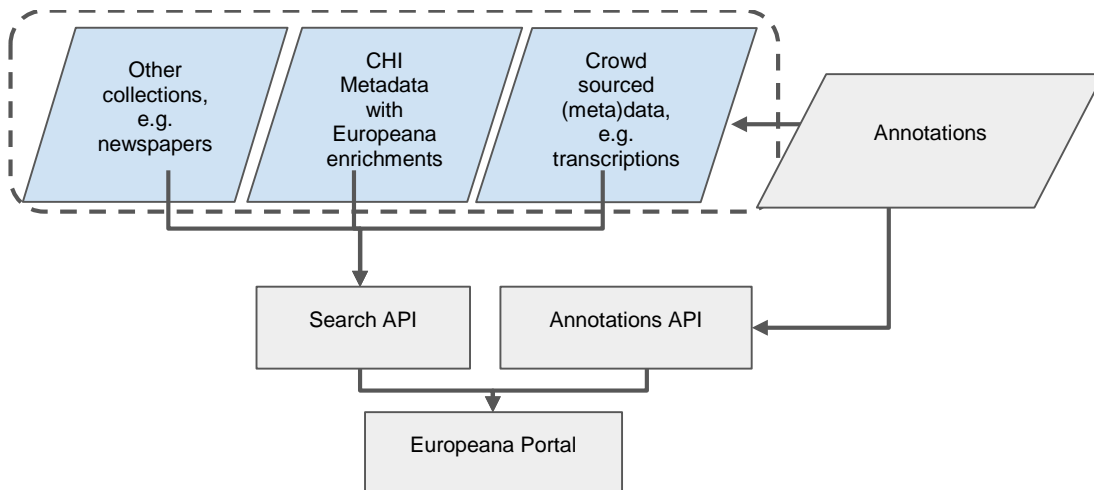 Other
collections,
e.g.
newspapers
CHI
Metadata
with
Europeana
enrichments
Crowd
sourced
(meta)data,
e.g.
transcriptions
Annotations
Search API
Annotations API
Europeana Portal